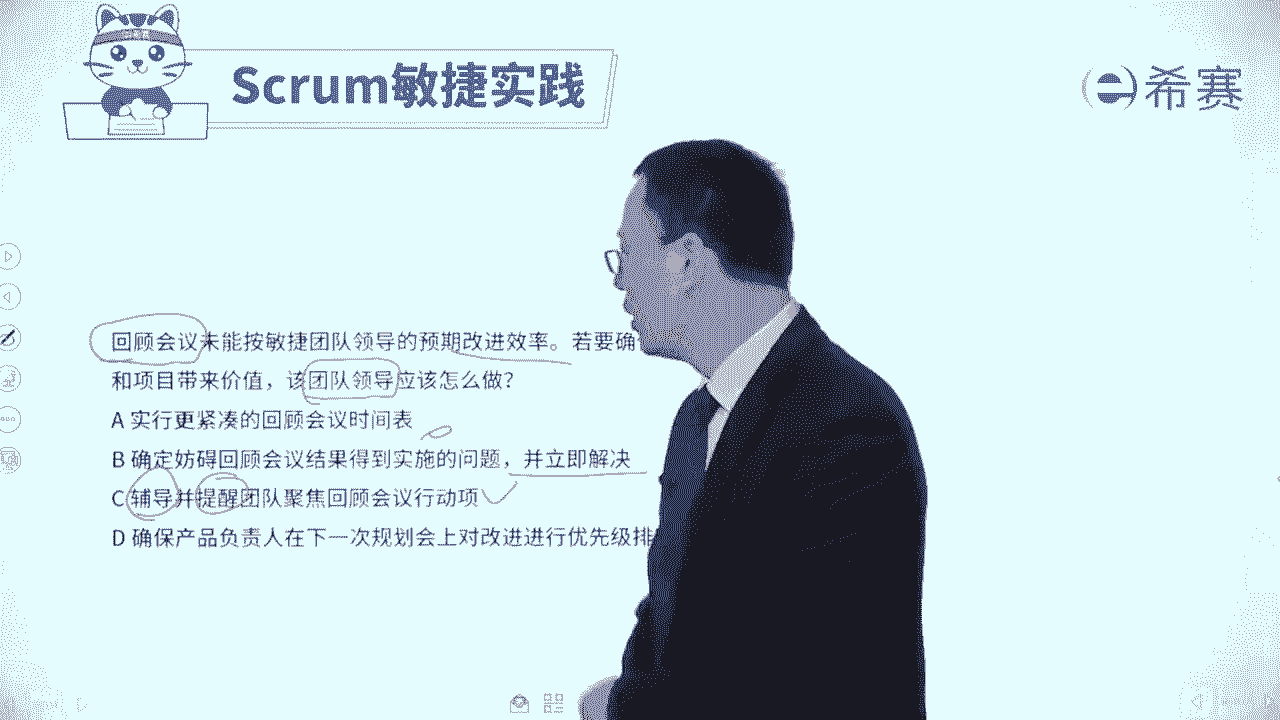 Scrum敏捷实践
希赛
回顾会议未能按敏捷团队领导的预期改进效率。若要确
和项目带来价值，该团队领导应该怎么做？
A 实行更紧凑的回顾会议时间表
B 确定妨碍回顾会议结果得到实施的问题，并立即解决
C 辅导并提醒团队聚焦回顾会议行动项
D 确保产品负责人在下一次规划会上对改进进行优先级排